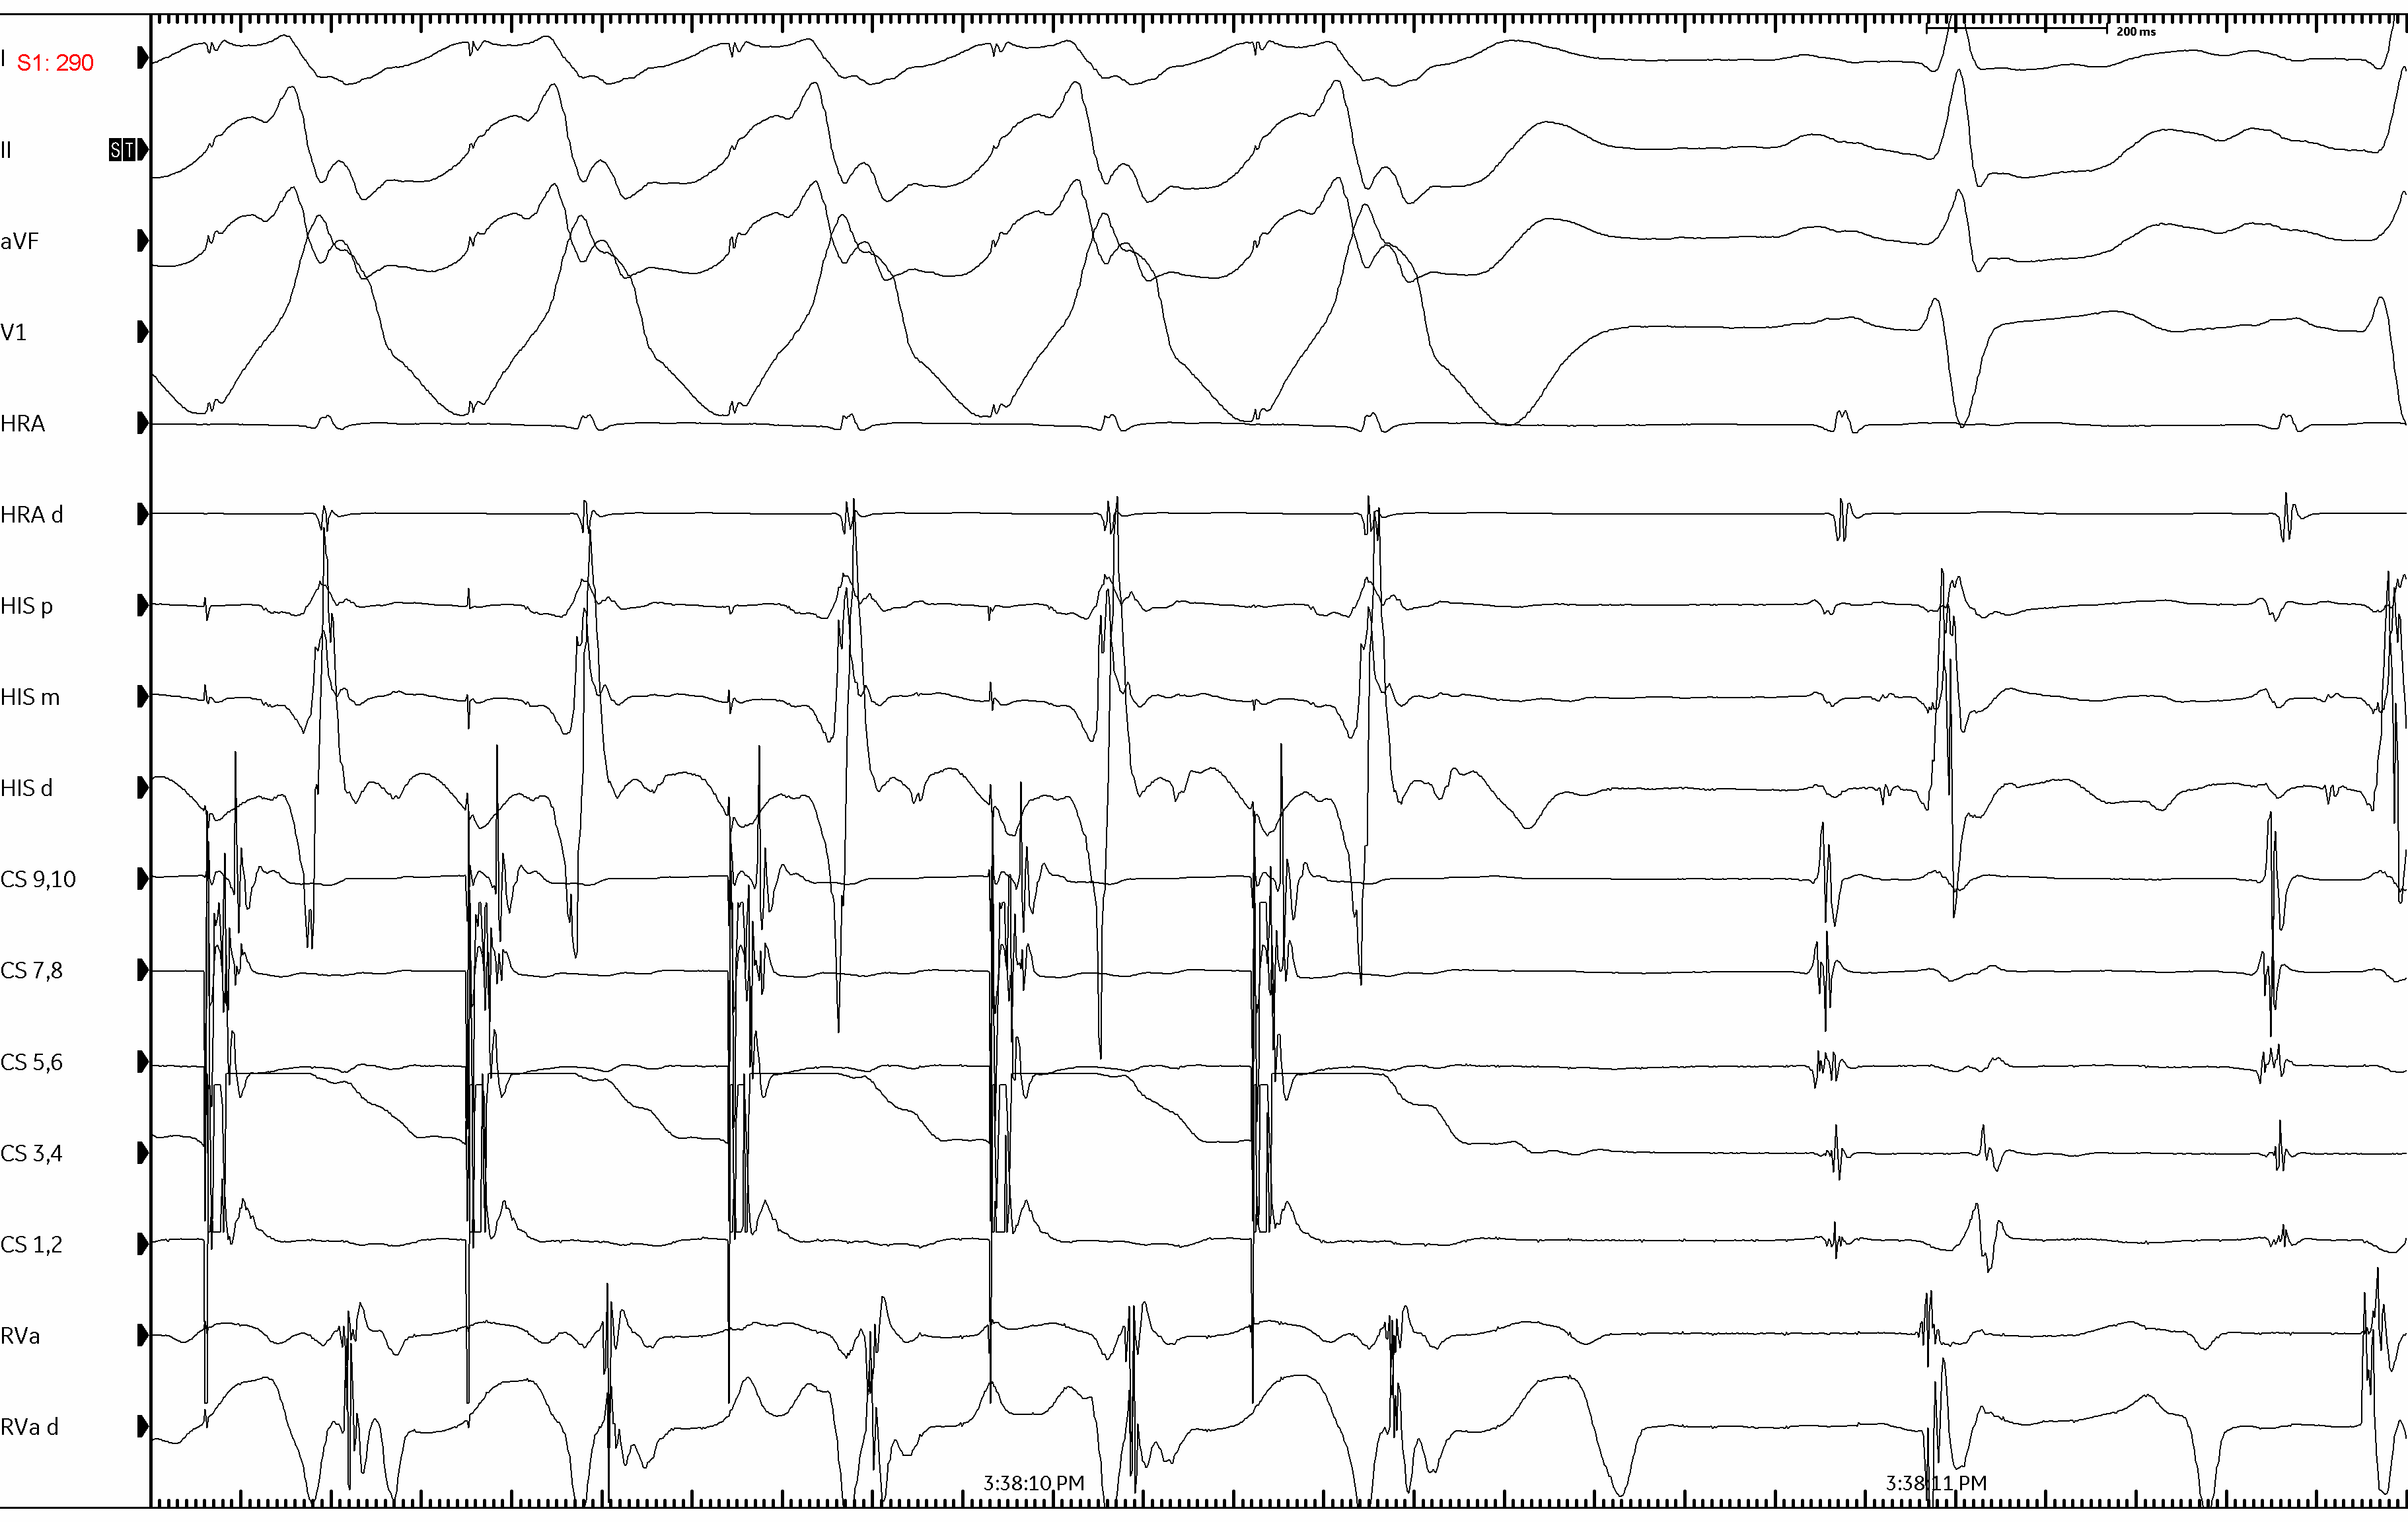 200 ms
I S1: 290
II ST
aVF
V1
HRA
HRA d
HIS p
HIS m
HIS d
CS 9,10
CS 7,8
CS 5,6
CS 3,4
CS 1,2
RVa
RVa d
3:38:10 PM 3:38:11 PM